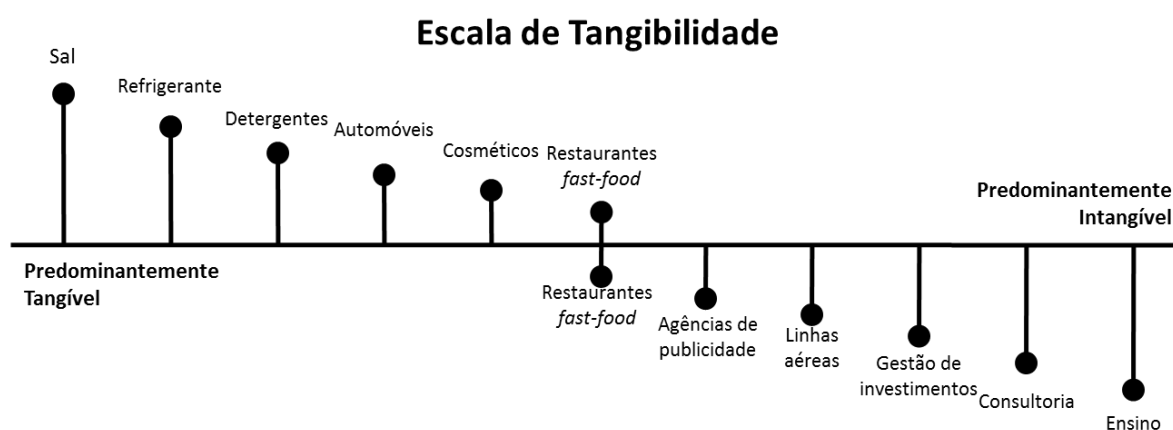 Escala de Tangibilidade
Sal
Refrigerante
Detergentes
Automóveis
Cosméticos
Restaurantes
fast-food
Predominantemente
Intangível
Predominantemente
Tangível
Restaurantes
fast-food
Agências de
publicidade
Linhas
aéreas
Gestão de
investimentos
Consultoria
Ensino